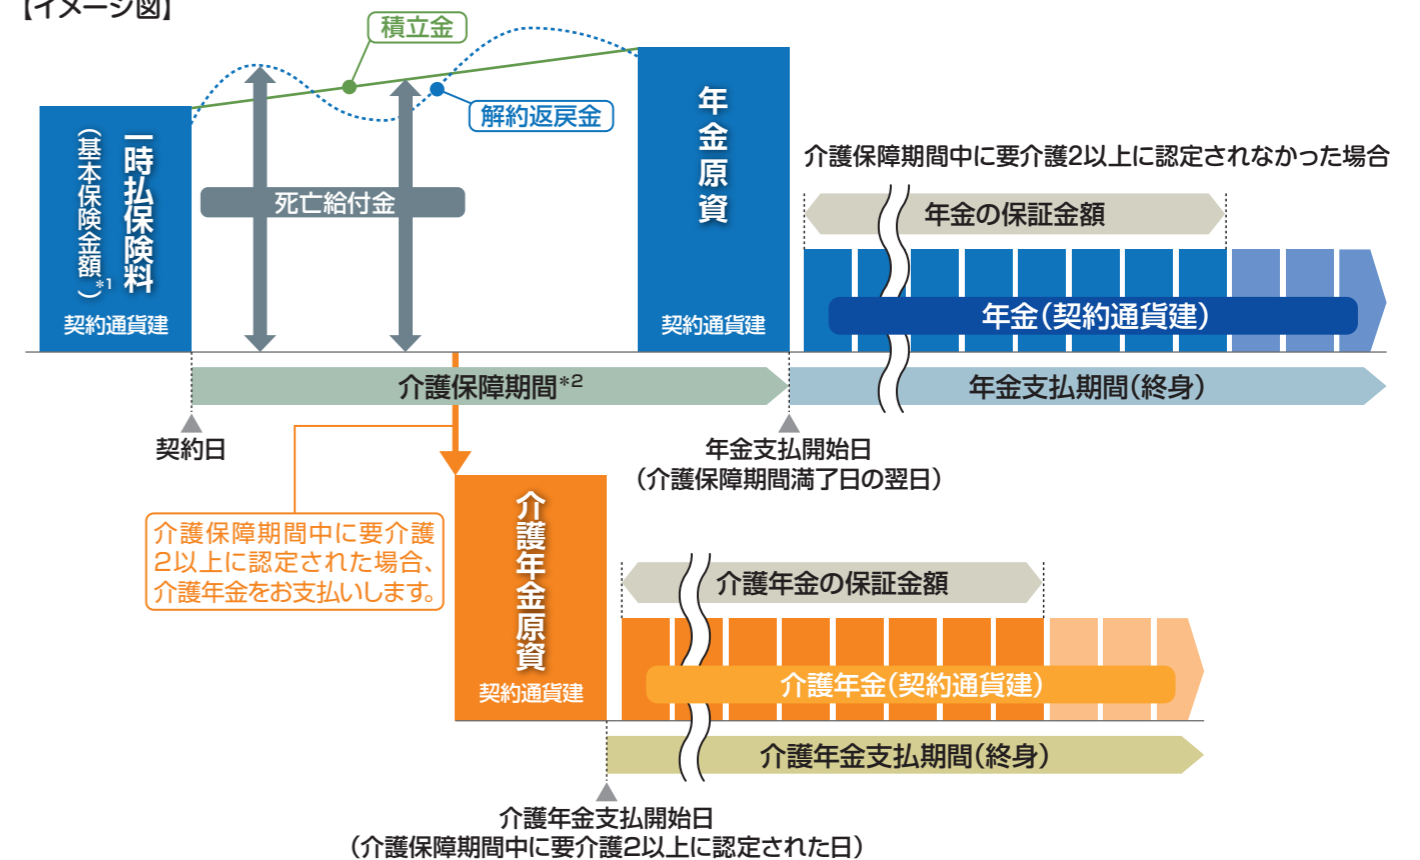 【イメージ図】
積立金
解約返戻金
一時払保険料
（基本保険金額*1）
契約通貨建
死亡給付金
年金原資
契約通貨建
介護保障期間中に要介護2以上に認定されなかった場合
年金の保証金額
年金（契約通貨建）
介護保障期間*2
年金支払期間（終身）
契約日
年金支払開始日
（介護保障期間満了日の翌日）
介護保障期間中に要介護
2以上に認定された場合、
介護年金をお支払いします。
介護年金原資
契約通貨建
介護年金の保証金額
介護年金（契約通貨建）
介護年金支払期間（終身）
介護年金支払開始日
（介護保障期間中に要介護2以上に認定された日）